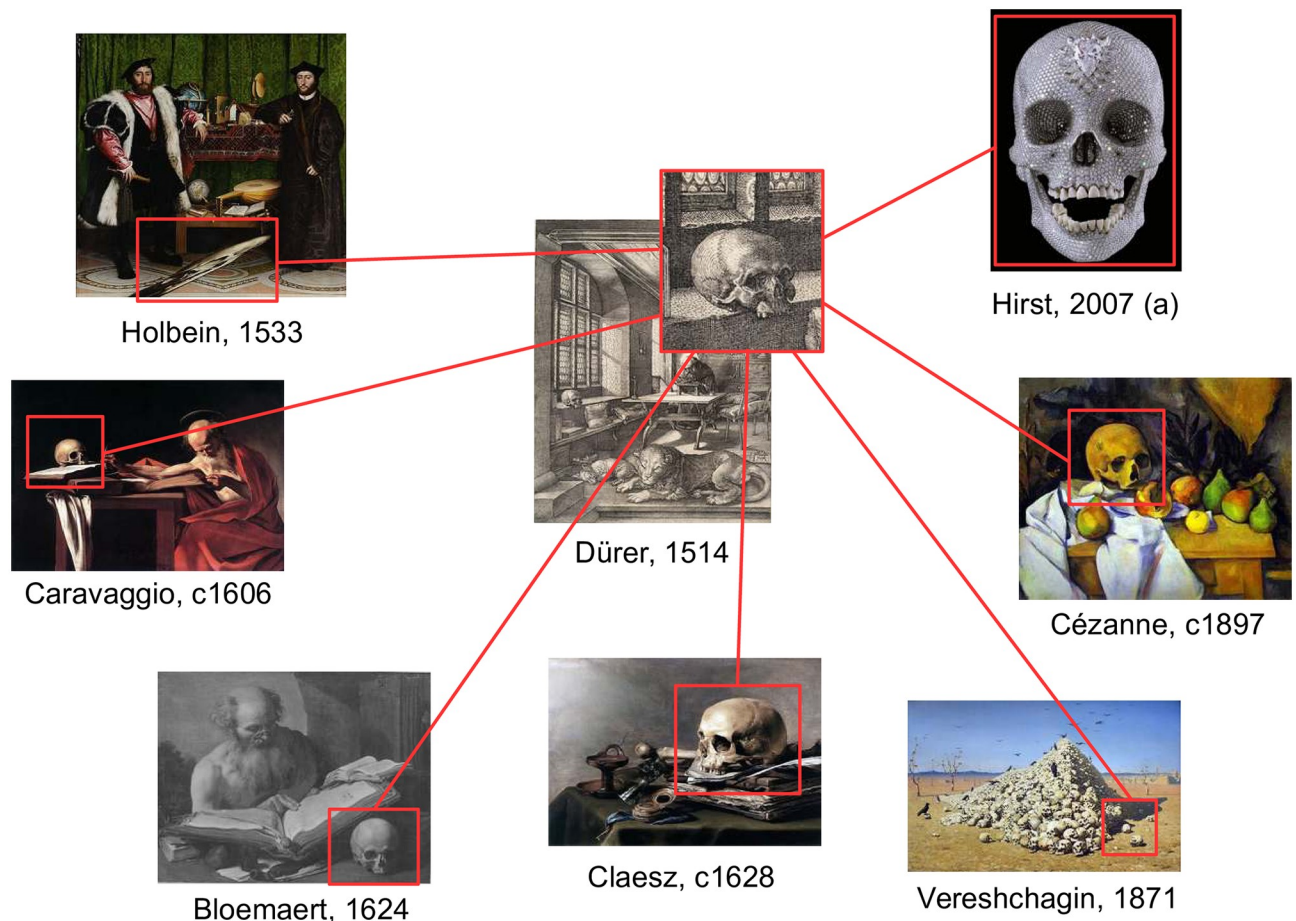 Holbein, 1533
Hirst, 2007 (a)
Dürer, 1514
Caravaggio, c1606
Cézanne, c1897
Bloemaert, 1624
Claesz, c1628
Vereshchagin, 1871